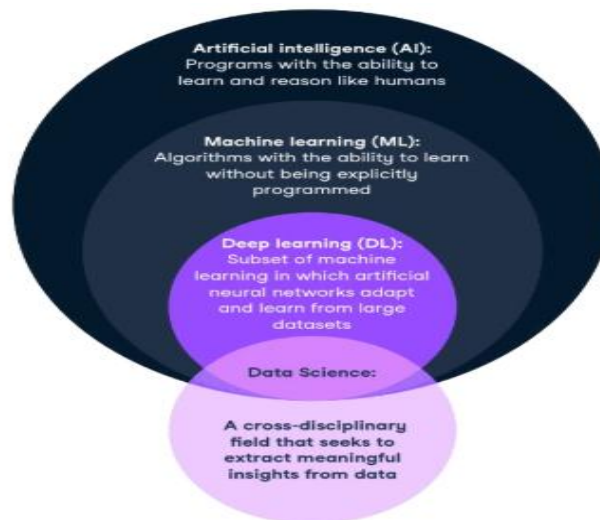 Artificial intelligence (AI):
Programs with the ability to
learn and reason like humans
Machine learning (ML):
Algorithms with the ability to learn
without being explicitly
programmed
Deep learning (DL):
Subset of machine
learning in which artificial
neural networks adapt
and learn from large
datasets
Data Science:
A cross-disciplinary
field that seeks to
extract meaningful
insights from data